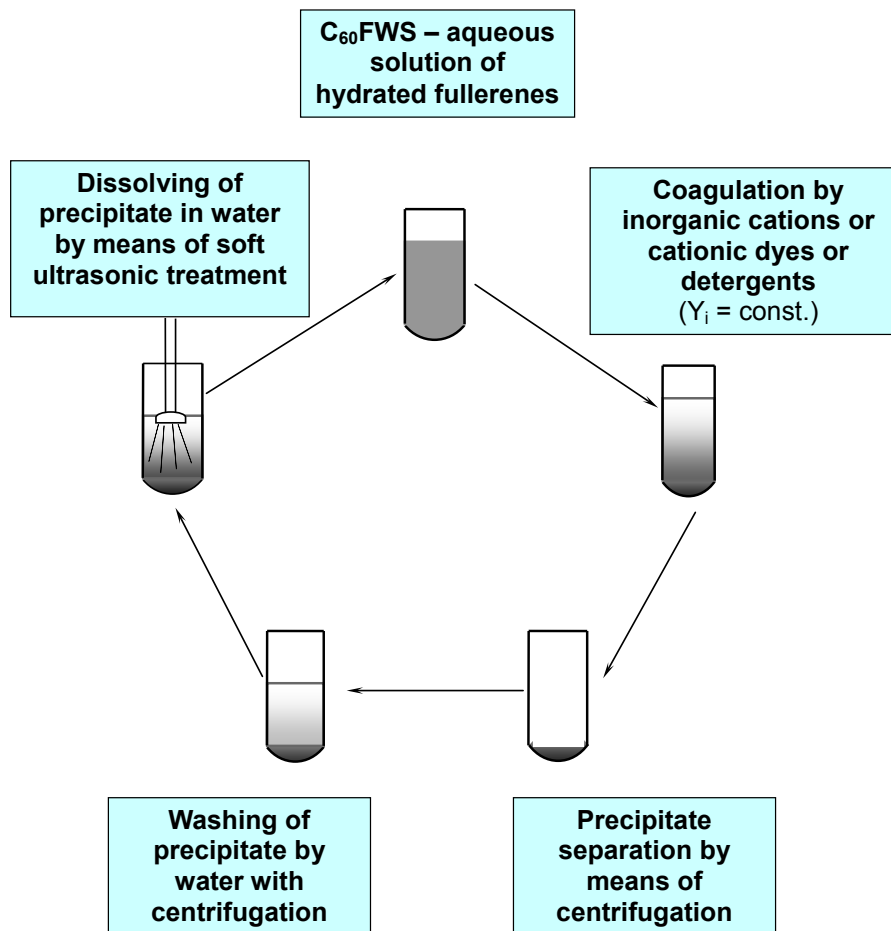 C₆₀FWS – aqueous
solution of
hydrated fullerenes
Dissolving of
precipitate in water
by means of soft
ultrasonic treatment
Coagulation by
inorganic cations or
cationic dyes or
detergents
(Yᵢ = const.)
Washing of
precipitate by
water with
centrifugation
Precipitate
separation by
means of
centrifugation